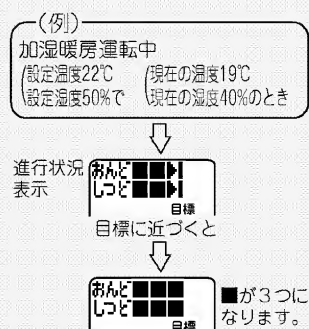 (例)
加湿暖房運転中
(設定温度22℃ (現在の温度19℃
設定湿度50%で 現在の湿度40%のとき
進行状況
表示
おんど■■▶|
しつど■■▶|
目標
目標に近づくと
おんど■■■
しつど■■■
目標
■が3つに
なります。